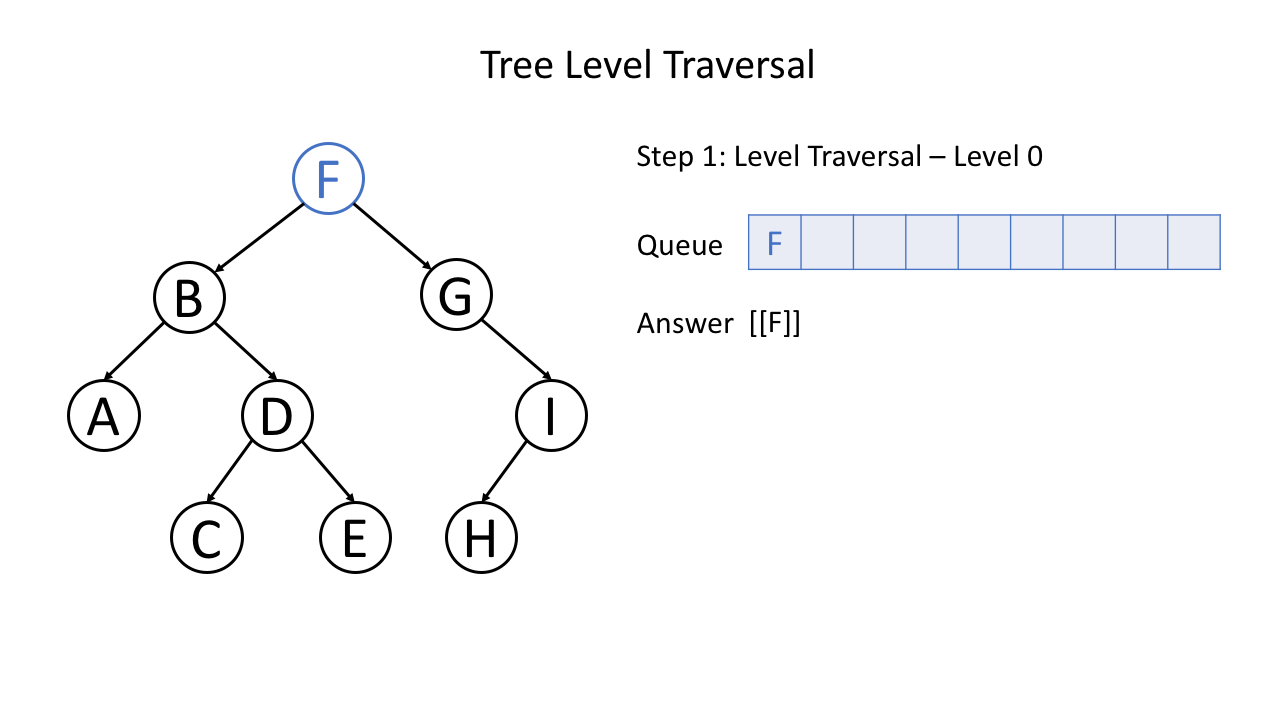 Tree Level Traversal
Step 1: Level Traversal – Level 0
Queue F
Answer [[F]]
F
B G
A D I
C E H